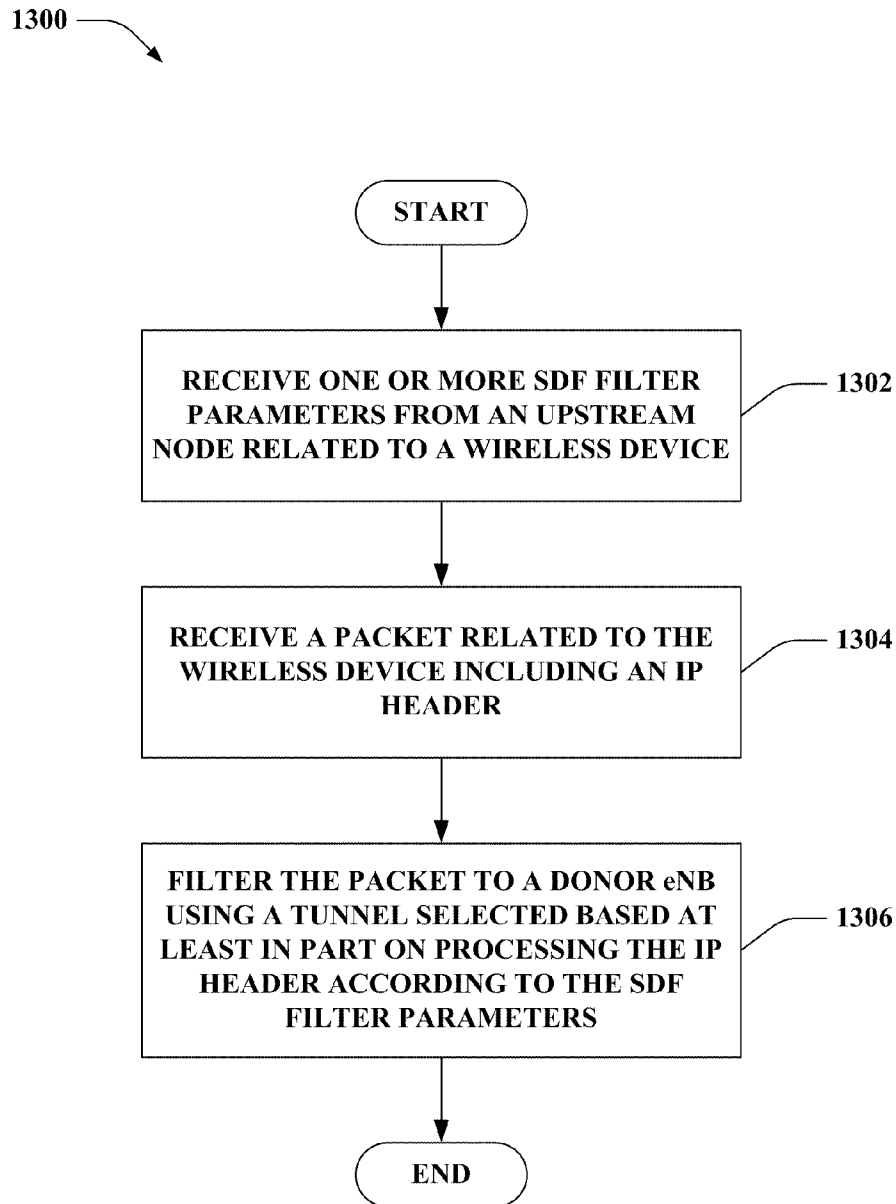 1300
START
RECEIVE ONE OR MORE SDF FILTER
PARAMETERS FROM AN UPSTREAM
NODE RELATED TO A WIRELESS DEVICE
1302
RECEIVE A PACKET RELATED TO THE
WIRELESS DEVICE INCLUDING AN IP
HEADER
1304
FILTER THE PACKET TO A DONOR eNB
USING A TUNNEL SELECTED BASED AT
LEAST IN PART ON PROCESSING THE IP
HEADER ACCORDING TO THE SDF
FILTER PARAMETERS
1306
END